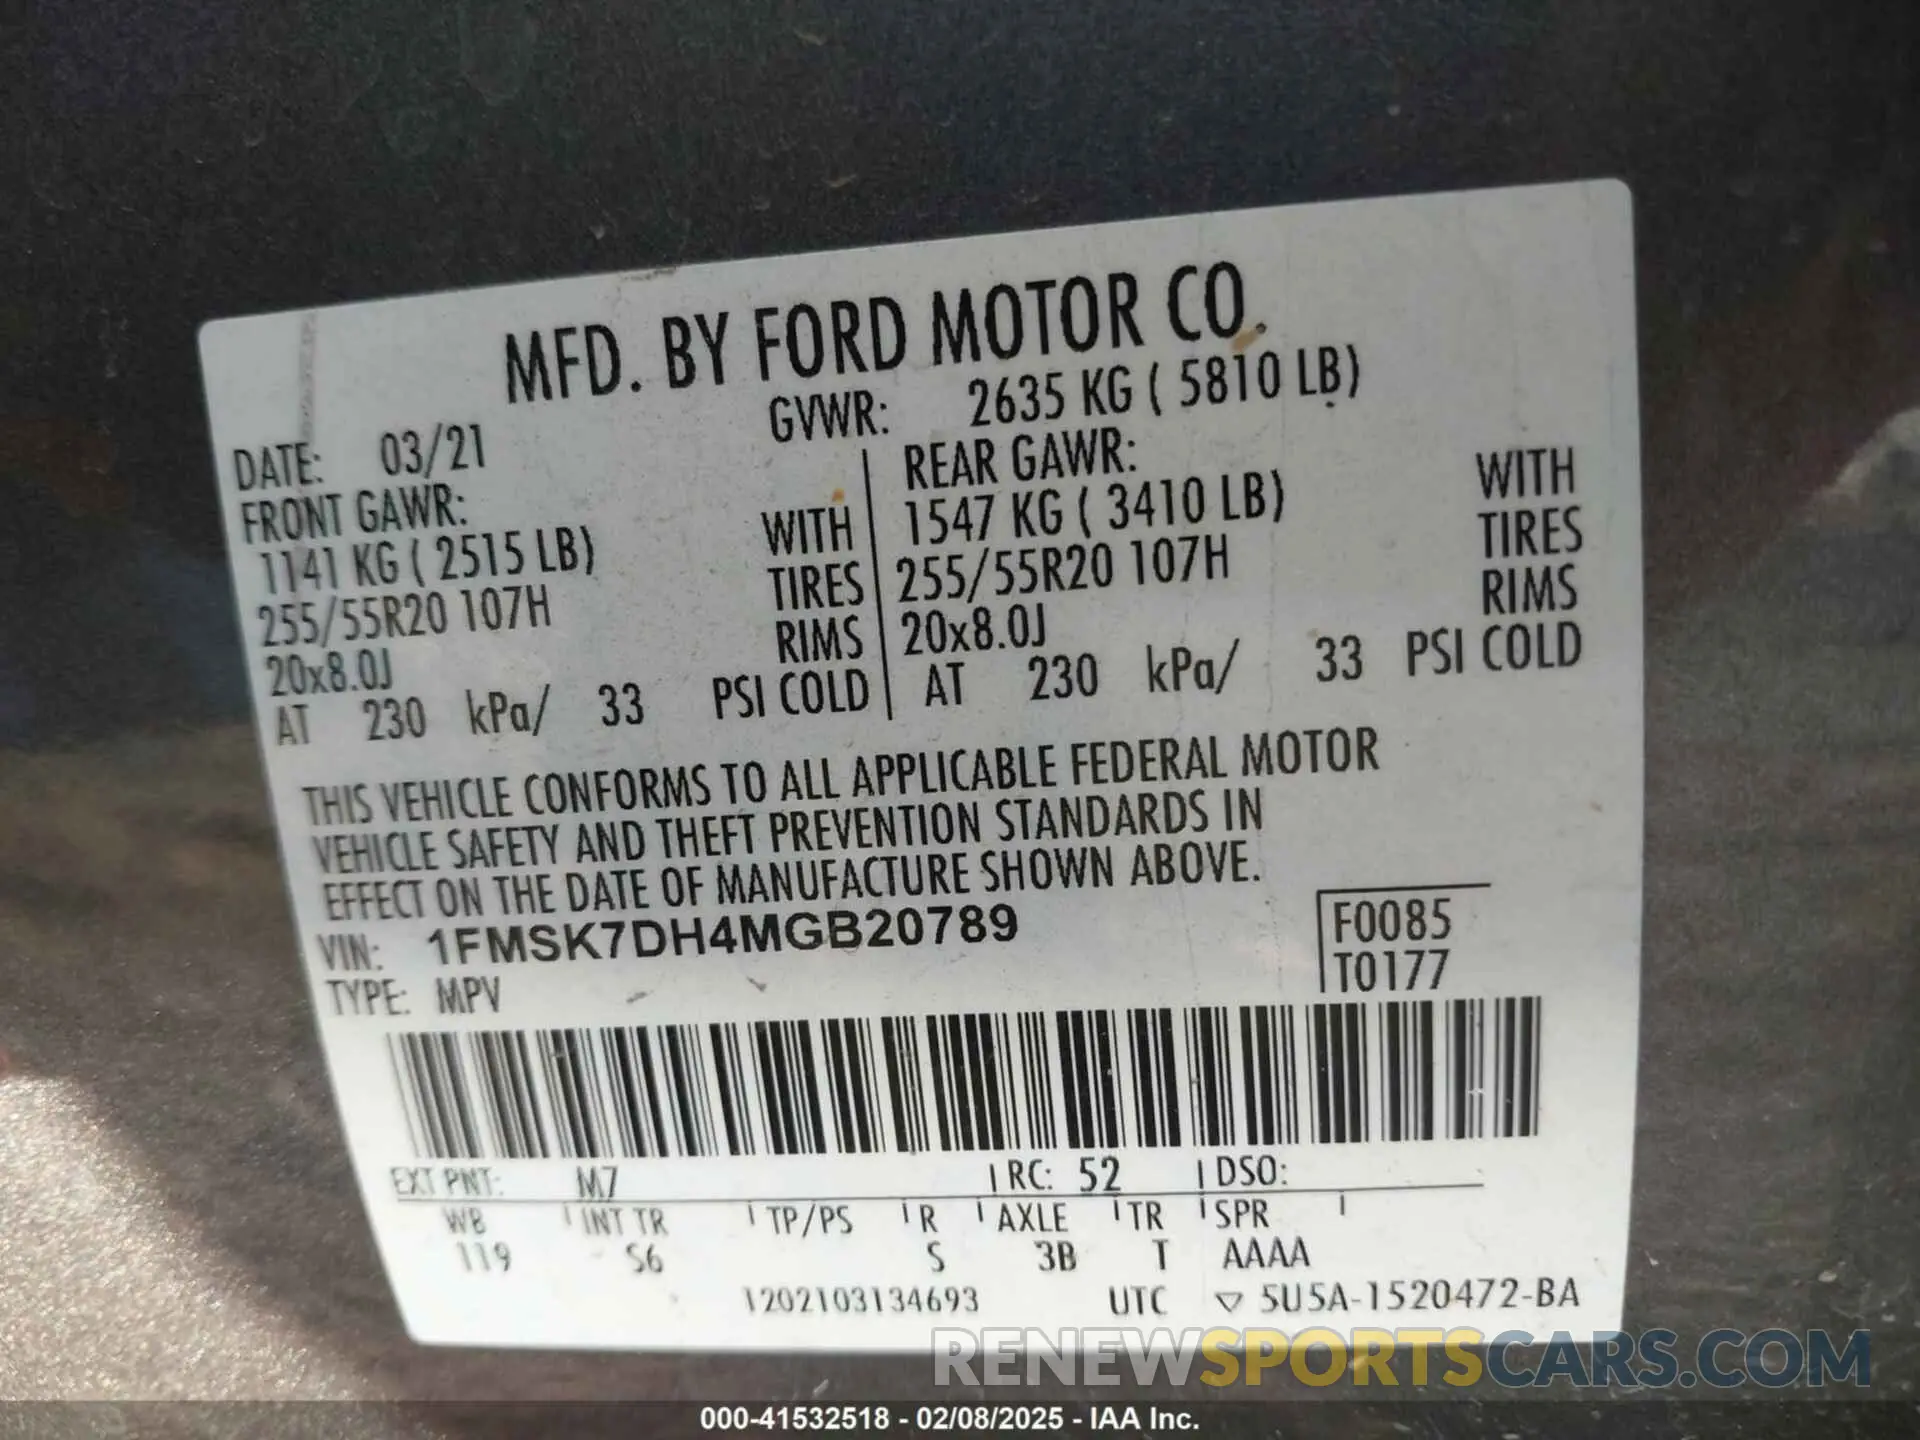 MFD. BY FORD MOTOR CO.
DATE: 03/21 GVWR: 2635 KG ( 5810 LB)
FRONT GAWR: REAR GAWR:
1141 KG ( 2515 LB) WITH 1547 KG ( 3410 LB) WITH
255/55R20 107H TIRES 255/55R20 107H TIRES
20x8.0J RIMS 20x8.0J RIMS
AT 230 kPa/ 33 PSI COLD AT 230 kPa/ 33 PSI COLD
THIS VEHICLE CONFORMS TO ALL APPLICABLE FEDERAL MOTOR
VEHICLE SAFETY AND THEFT PREVENTION STANDARDS IN
EFFECT ON THE DATE OF MANUFACTURE SHOWN ABOVE.
VIN: 1FMSK7DH4MGB20789 F0085
TYPE: MPV T0177
EXT PNT: M7 RC: 52 DSO:
WB INT TR TP/PS R AXLE TR SPR
119 S6 S 3B T AAAA
1202103134693 UTC ▽ 5U5A-1520472-BA
RENEWSPORTSCARS.COM
000-41532518 - 02/08/2025 - IAA Inc.